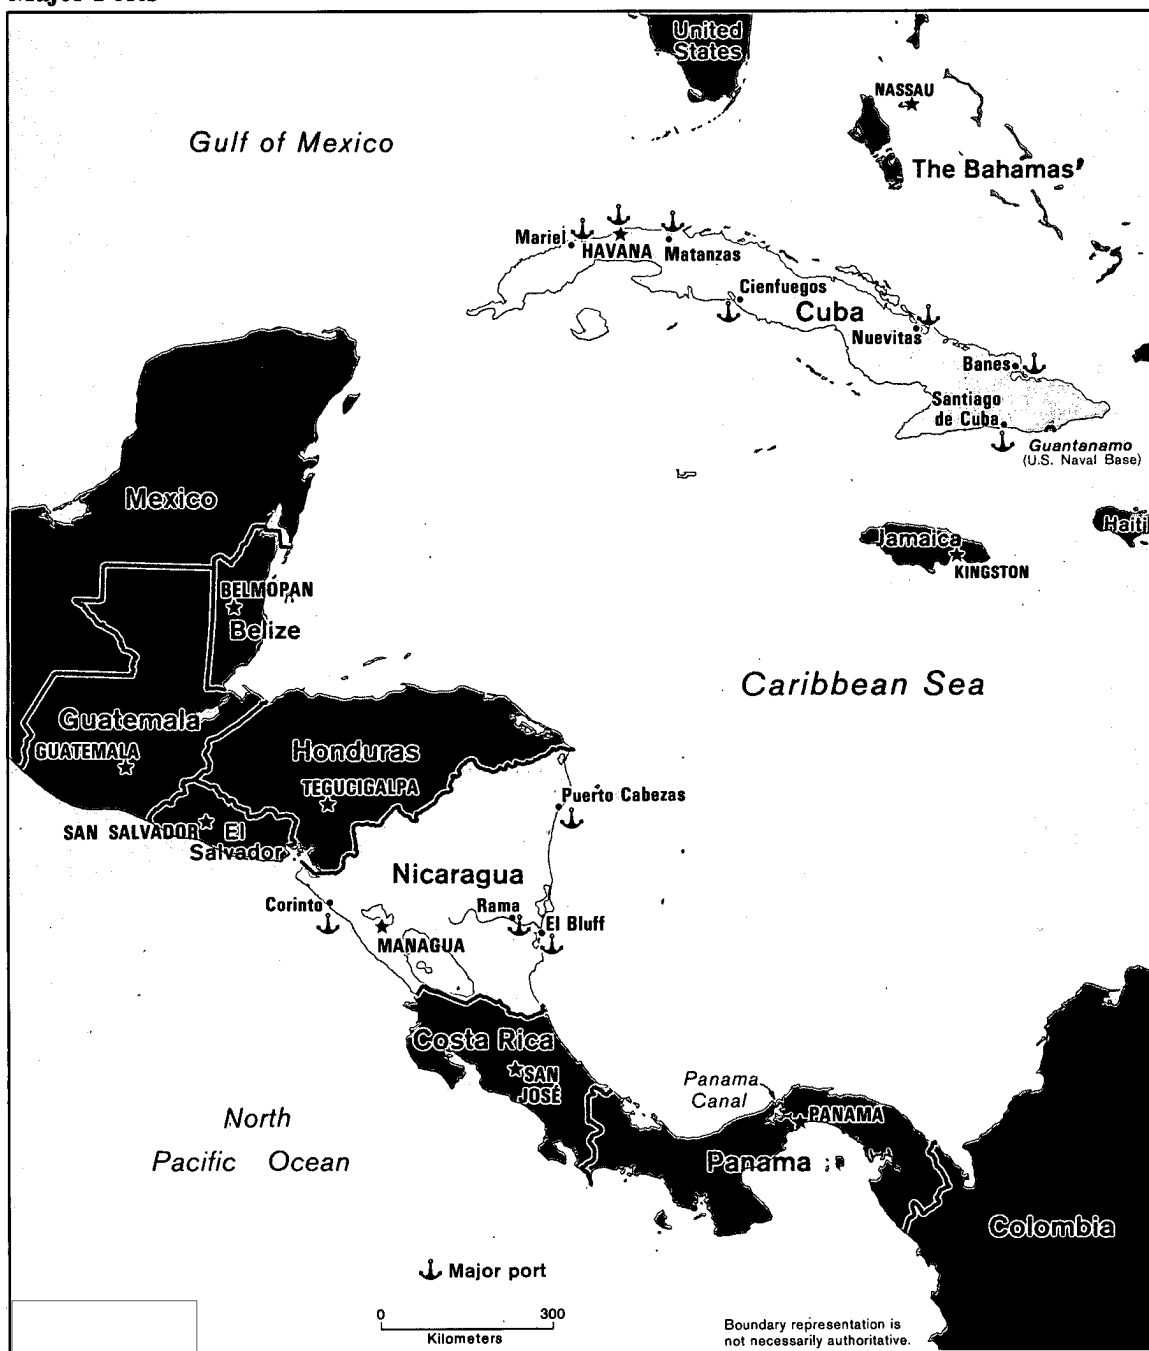 Major Ports
United
States
NASSAU
Gulf of Mexico
The Bahamas
Mariel
HAVANA
Matanzas
Cienfuegos
Cuba
Nuevitas
Banes
Santiago
de Cuba
Guantanamo
(U.S. Naval Base)
Mexico
Haiti
Jamaica
KINGSTON
BELMOPAN
Belize
Caribbean Sea
Guatemala
GUATEMALA
Honduras
TEGUCIGALPA
Puerto Cabezas
SAN SALVADOR
El
Salvador
Nicaragua
Corinto
Rama
El Bluff
MANAGUA
Costa Rica
SAN
JOSÉ
Panama
Canal
PANAMA
North
Pacific Ocean
Panama
Colombia
Major port
0 300
Kilometers
Boundary representation is
not necessarily authoritative.